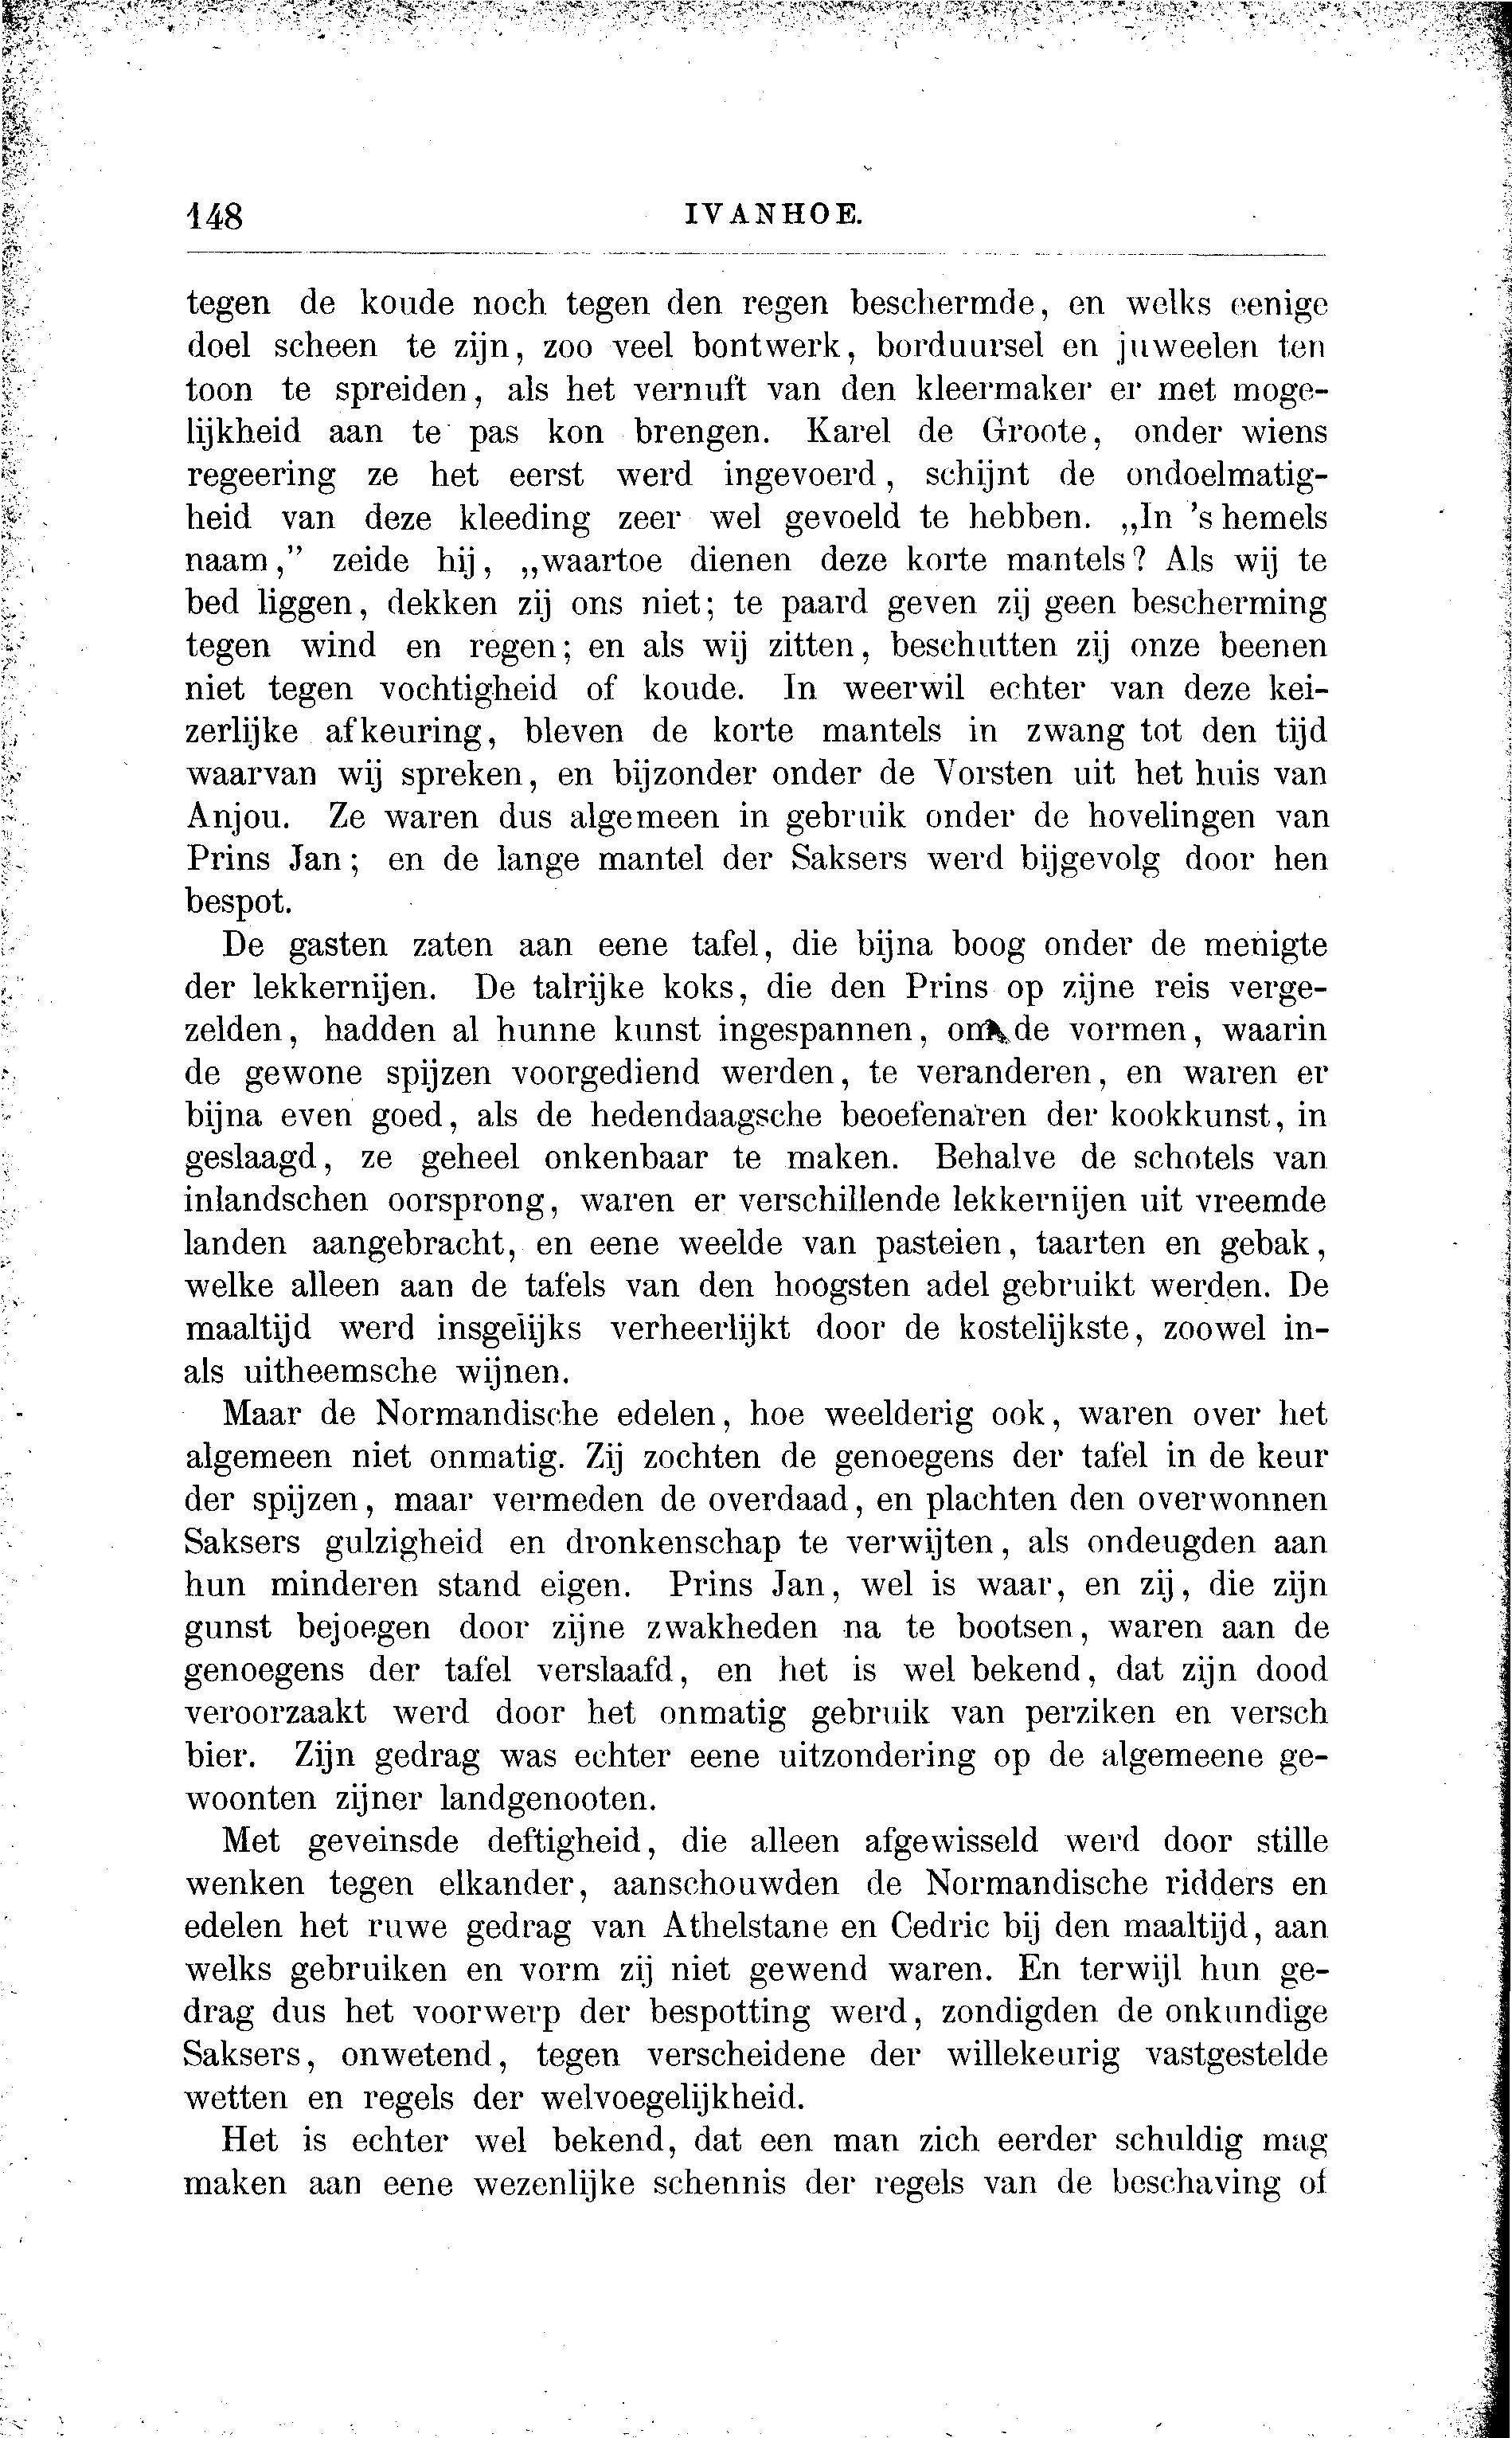 148 IVANHOE.
tegen de koude noch tegen den regen beschermde, en welks eenige
doel scheen te zijn, zoo veel bontwerk, borduursel en juweelen ten
toon te spreiden, als het vernuft van den kleermaker er met moge-
lijkheid aan te pas kon brengen. Karel de Groote, onder wiens
regeering ze het eerst werd ingevoerd, schijnt de ondoelmatig-
heid van deze kleeding zeer wel gevoeld te hebben. „In 's hemels
naam,” zeide hij, „waartoe dienen deze korte mantels? Als wij te
bed liggen, dekken zij ons niet; te paard geven zij geen bescherming
tegen wind en regen; en als wij zitten, beschutten zij onze beenen
niet tegen vochtigheid of koude. In weerwil echter van deze kei-
zerlijke afkeuring, bleven de korte mantels in zwang tot den tijd
waarvan wij spreken, en bijzonder onder de Vorsten uit het huis van
Anjou. Ze waren dus algemeen in gebruik onder de hovelingen van
Prins Jan; en de lange mantel der Saksers werd bijgevolg door hen
bespot.
De gasten zaten aan eene tafel, die bijna boog onder de menigte
der lekkernijen. De talrijke koks, die den Prins op zijne reis verge-
zelden, hadden al hunne kunst ingespannen, om de vormen, waarin
de gewone spijzen voorgediend werden, te veranderen, en waren er
bijna even goed, als de hedendaagsche beoefenaren der kookkunst, in
geslaagd, ze geheel onkenbaar te maken. Behalve de schotels van
inlandschen oorsprong, waren er verschillende lekkernijen uit vreemde
landen aangebracht, en eene weelde van pasteien, taarten en gebak,
welke alleen aan de tafels van den hoogsten adel gebruikt werden. De
maaltijd werd insgelijks verheerlijkt door de kostelijkste, zoowel in-
als uitheemsche wijnen.
Maar de Normandische edelen, hoe weelderig ook, waren over het
algemeen niet onmatig. Zij zochten de genoegens der tafel in de keur
der spijzen, maar vermeden de overdaad, en plachten den overwonnen
Saksers gulzigheid en dronkenschap te verwijten, als ondeugden aan
hun minderen stand eigen. Prins Jan, wel is waar, en zij, die zijn
gunst bejoegen door zijne zwakheden na te bootsen, waren aan de
genoegens der tafel verslaafd, en het is wel bekend, dat zijn dood
veroorzaakt werd door het onmatig gebruik van perziken en versch
bier. Zijn gedrag was echter eene uitzondering op de algemeene ge-
woonten zijner landgenooten.
Met geveinsde deftigheid, die alleen afgewisseld werd door stille
wenken tegen elkander, aanschouwden de Normandische ridders en
edelen het ruwe gedrag van Athelstane en Cedric bij den maaltijd, aan
welks gebruiken en vorm zij niet gewend waren. En terwijl hun ge-
drag dus het voorwerp der bespotting werd, zondigden de onkundige
Saksers, onwetend, tegen verscheidene der willekeurig vastgestelde
wetten en regels der welvoegelijkheid.
Het is echter wel bekend, dat een man zich eerder schuldig mag
maken aan eene wezenlijke schennis der regels van de beschaving of